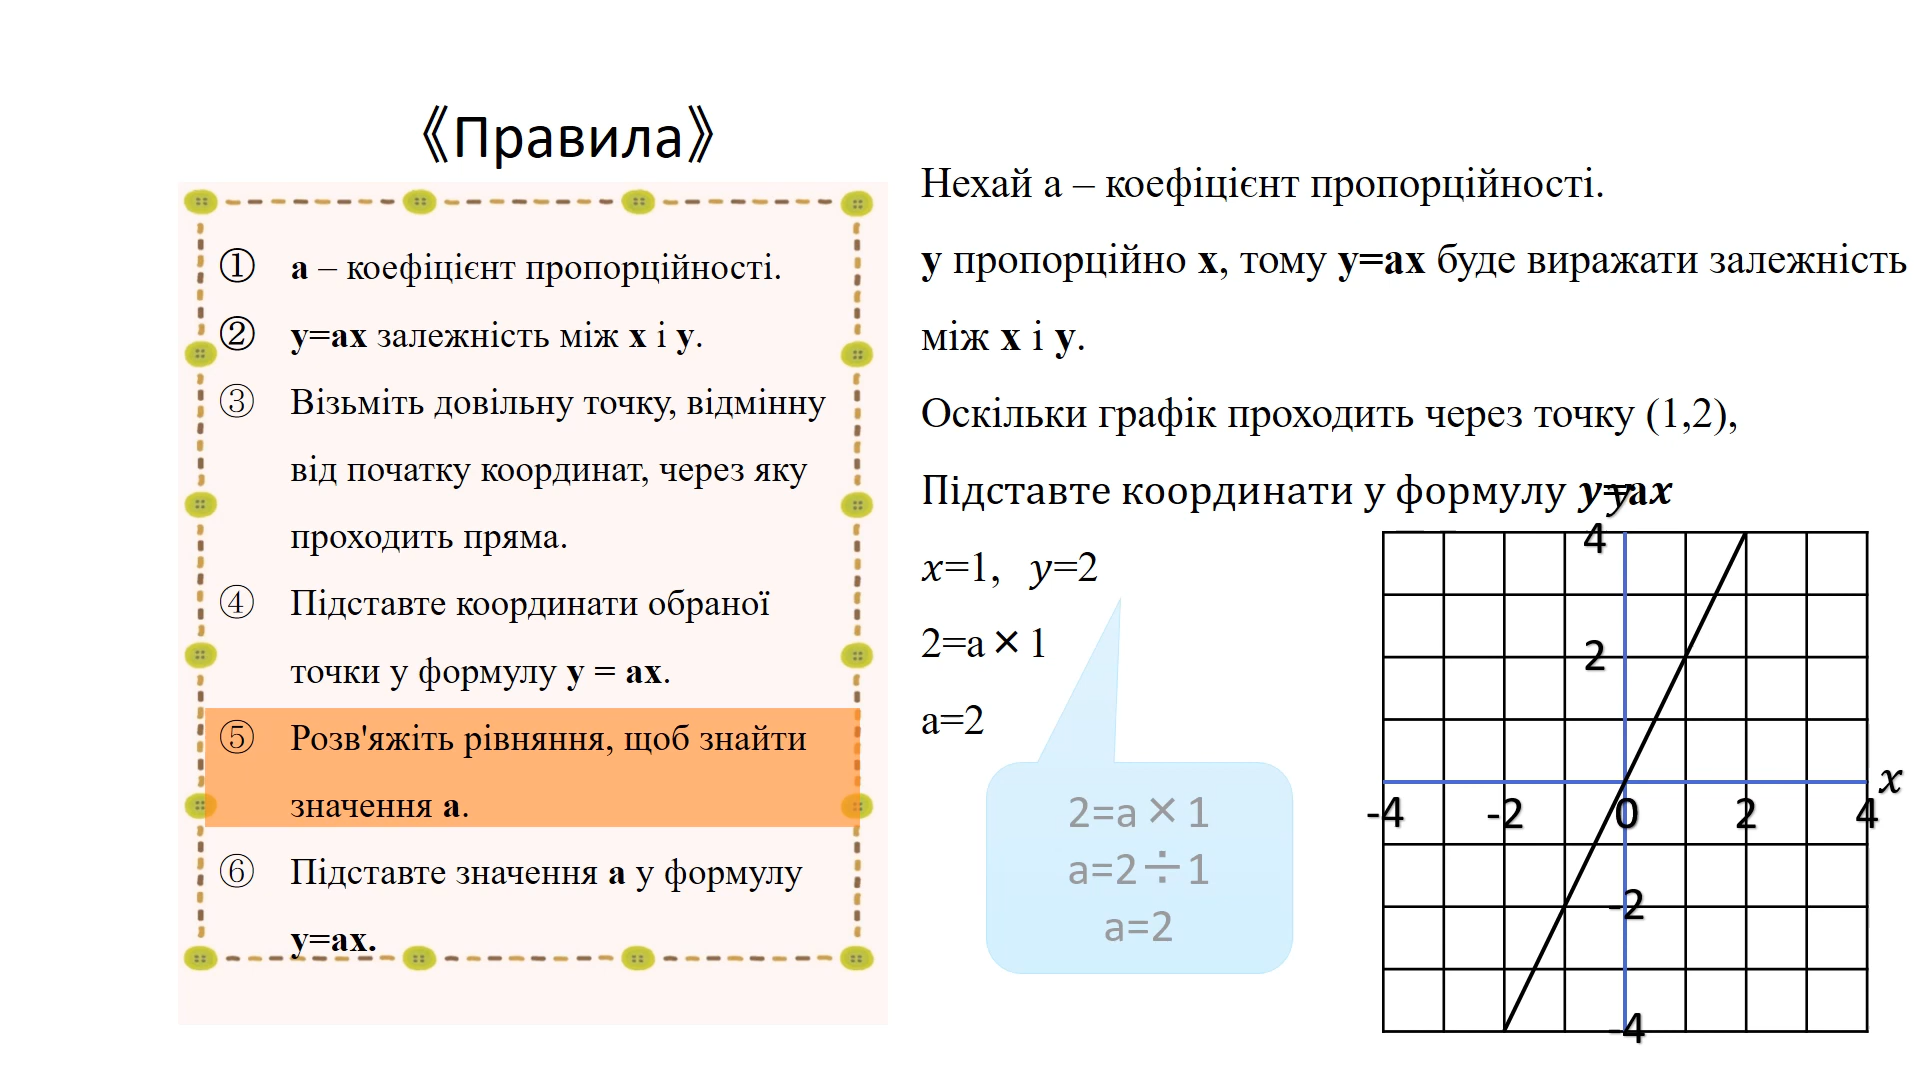 《Правила》
① a – коефіцієнт пропорційності.
② y=ax залежність між x і y.
③ Візьміть довільну точку, відмінну
від початку координат, через яку
проходить пряма.
④ Підставте координати обраної
точки у формулу y = ax.
⑤ Розв'яжіть рівняння, щоб знайти
значення a.
⑥ Підставте значення a у формулу
y=ax.
Нехай a – коефіцієнт пропорційності.
y пропорційно x, тому y=ax буде виражати залежність
між x і y.
Оскільки графік проходить через точку (1,2),
Підставте координати у формулу y=ax
x=1, y=2
2=a×1
a=2
2=a×1
a=2÷1
a=2
y
4
2
x
-4 -2 0 2 4
-2
-4